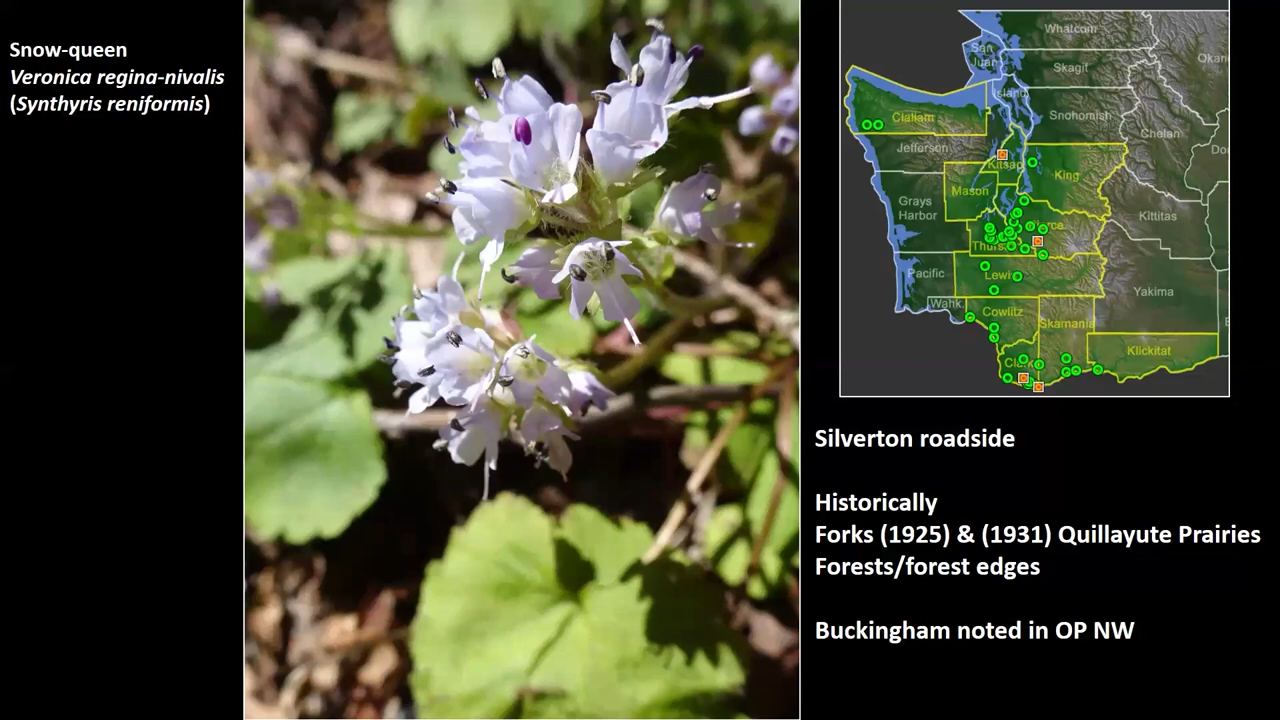 Snow-queen
Veronica regina-nivalis
(Synthyris reniformis)
Whatcom
San
Juan
Skagit
Okan
Island
Clallam
Snohomish
Chelan
Jefferson
Do
Kitsap
King
Mason
Grays
Harbor
Kittitas
Pierce
Thurs
Pacific
Lewi
Yakima
Wahk
Cowlitz
Skamania
Klickitat
Clark
Silverton roadside
Historically
Forks (1925) & (1931) Quillayute Prairies
Forests/forest edges
Buckingham noted in OP NW